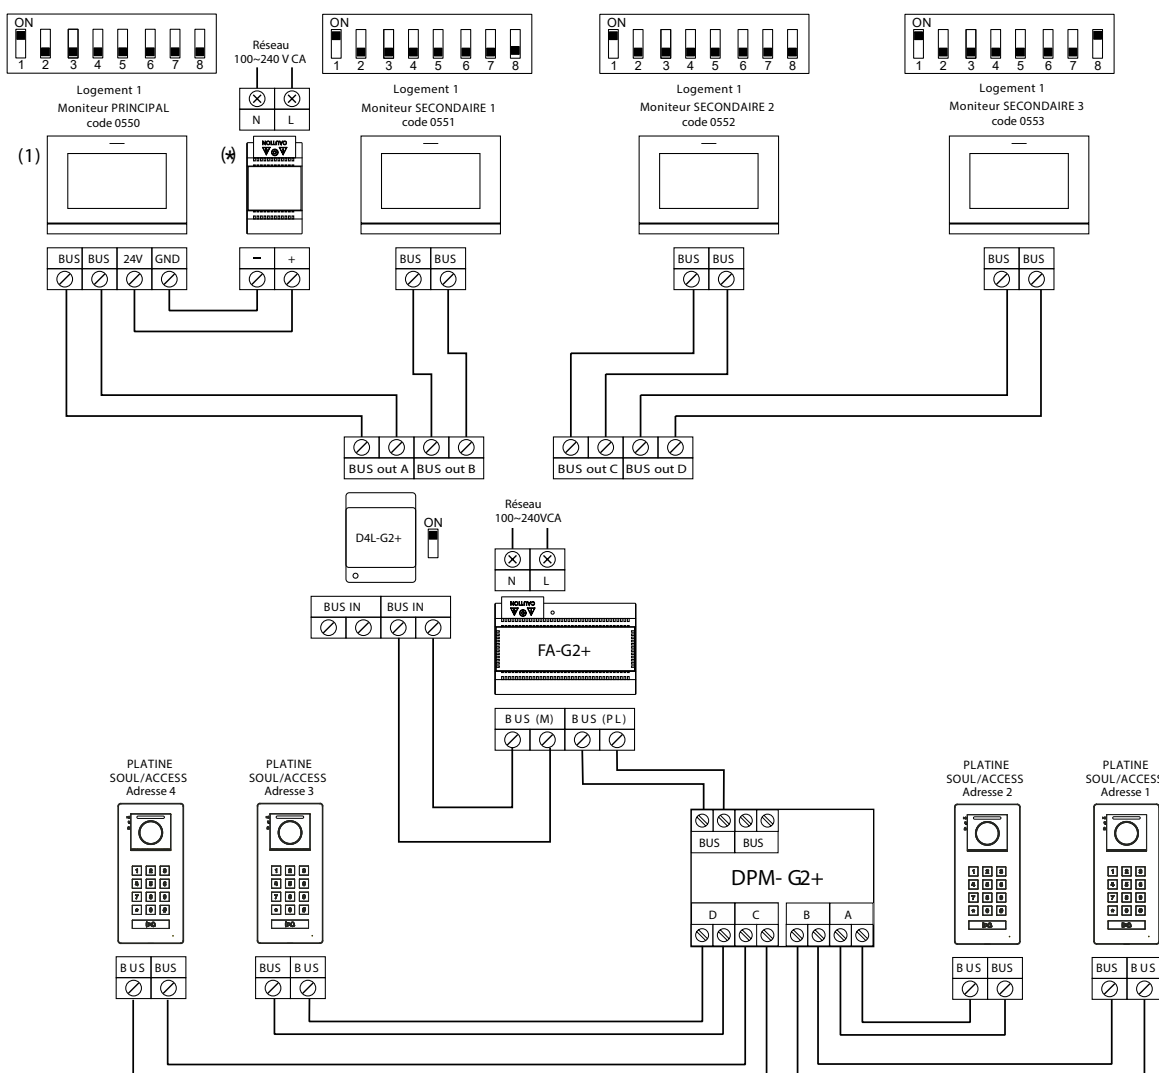 ON
1 2 3 4 5 6 7 8
ON
1 2 3 4 5 6 7 8
ON
1 2 3 4 5 6 7 8
ON
1 2 3 4 5 6 7 8
Réseau
100~240 V CA
N L
Logement 1
Moniteur PRINCIPAL
code 0550
Logement 1
Moniteur SECONDAIRE 1
code 0551
Logement 1
Moniteur SECONDAIRE 2
code 0552
Logement 1
Moniteur SECONDAIRE 3
code 0553
(1)
(*)
CAUTION
BUS BUS 24V GND
– +
BUS BUS
BUS BUS
BUS BUS
BUS out A BUS out B
BUS out C BUS out D
D4L-G2+
ON
Réseau
100~240VCA
N L
BUS IN BUS IN
CAUTION
FA-G2+
BUS (M) BUS (PL)
PLATINE
SOUL/ACCESS
Adresse 4
PLATINE
SOUL/ACCESS
Adresse 3
PLATINE
SOUL/ACCESS
Adresse 2
PLATINE
SOUL/ACCESS
Adresse 1
BUS BUS
DPM- G2+
D C B A
BUS BUS
BUS BUS
BUS BUS
BUS BUS